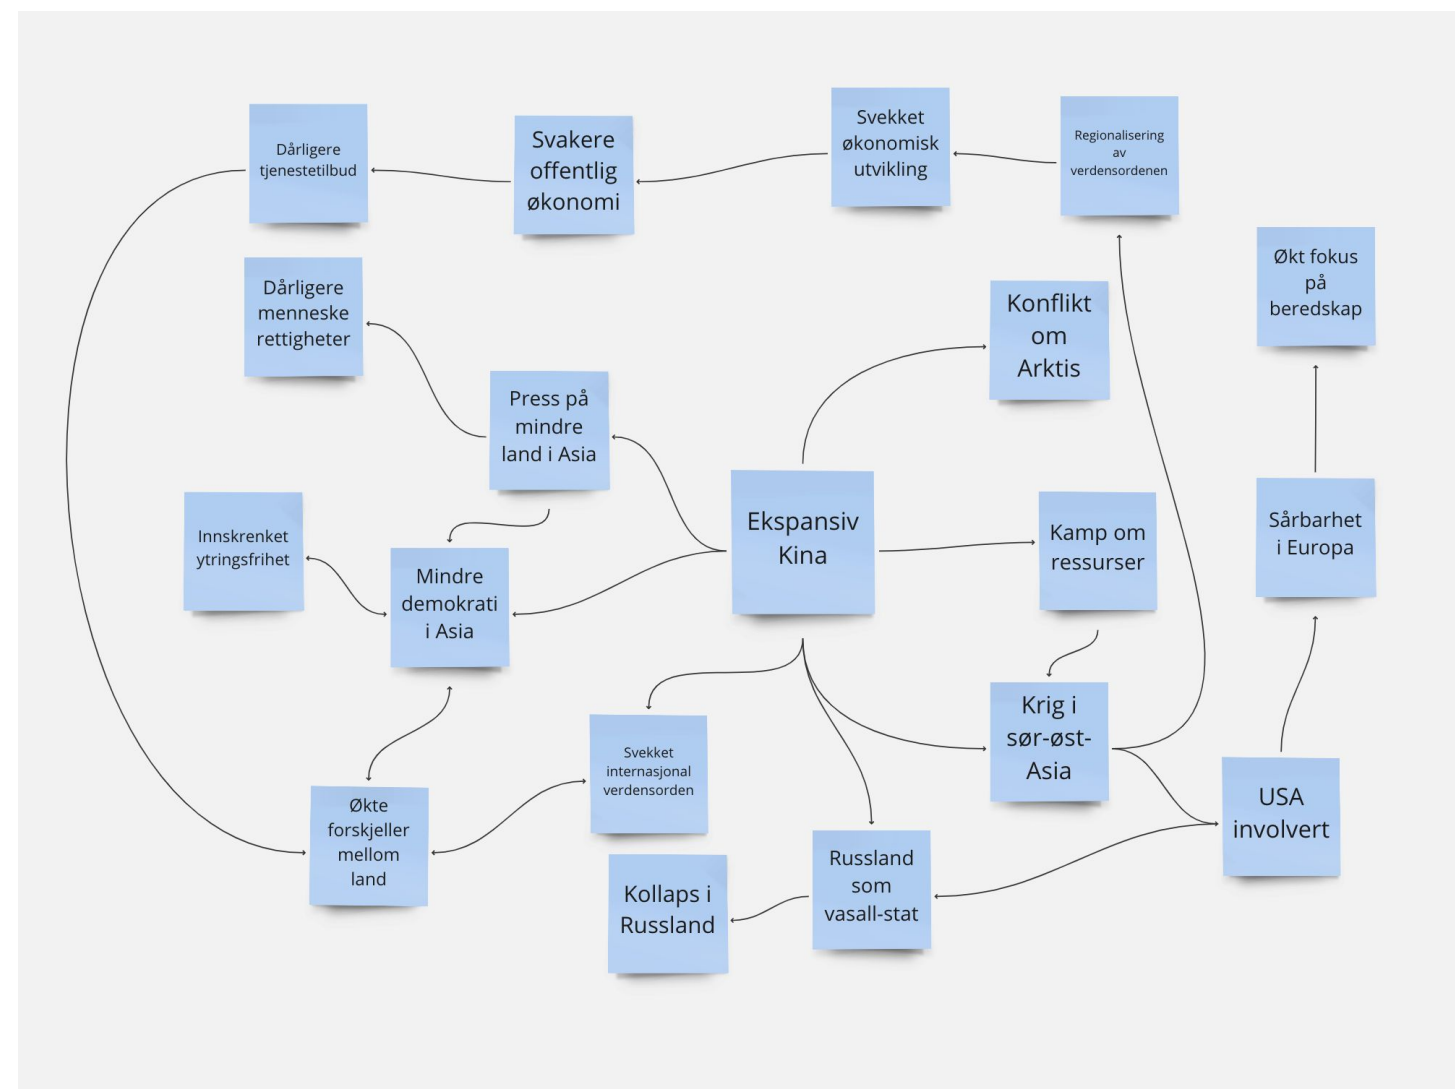 Dårligere
tjenestetilbud
Svakere
offentlig
økonomi
Svekket
økonomisk
utvikling
Regionalisering
av
verdensordenen
Dårligere
menneske
rettigheter
Konflikt
om
Arktis
Økt fokus
på
beredskap
Press på
mindre
land i Asia
Innskrenket
ytringsfrihet
Mindre
demokrati
i Asia
Ekspansiv
Kina
Kamp om
ressurser
Sårbarhet
i Europa
Svekket
internasjonal
verdensorden
Krig i
sør-øst-
Asia
USA
involvert
Økte
forskjeller
mellom
land
Kollaps i
Russland
Russland
som
vasall-stat